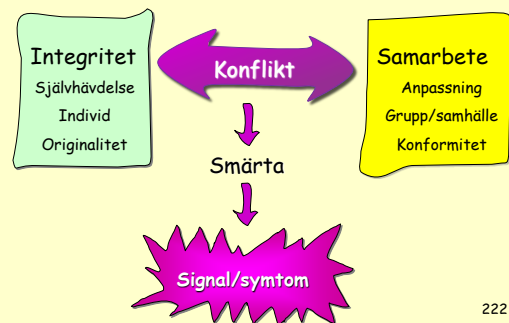 Integritet
Självhävdelse
Individ
Originalitet
Konflikt
Samarbete
Anpassning
Grupp/samhälle
Konformitet
Smärta
Signal/symtom
222